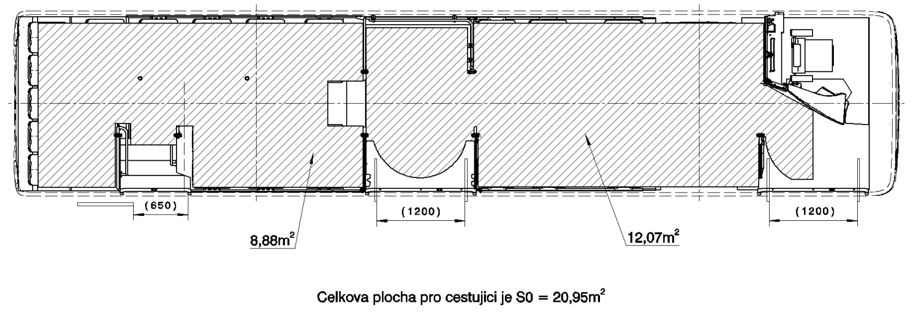 (650)
(1200)
(1200)
8,88m²
12,07m²
Celkova plocha pro cestujici je S0 = 20,95m²